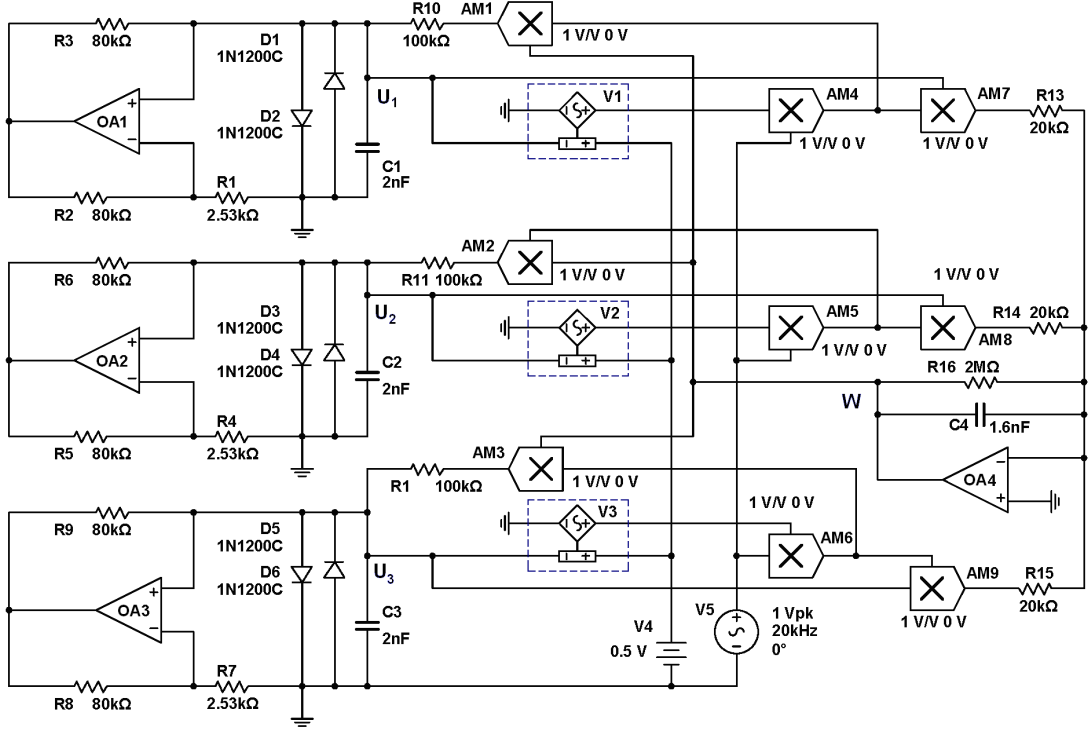 R10
AM1
R3 80kΩ
100kΩ
1 V/V 0 V
D1
1N1200C
U1
V1
AM4
AM7
R13
20kΩ
OA1
D2
1N1200C
1 V/V 0 V
1 V/V 0 V
C1
2nF
R1
2.53kΩ
R2 80kΩ
AM2
R6 80kΩ
R11 100kΩ
1 V/V 0 V
1 V/V 0 V
D3
1N1200C
U2
V2
AM5
R14 20kΩ
AM8
1 V/V 0 V
OA2
D4
1N1200C
C2
2nF
R16 2MΩ
W
C4
1.6nF
R4
2.53kΩ
R5 80kΩ
AM3
R1 100kΩ
1 V/V 0 V
OA4
R9 80kΩ
V3
1 V/V 0 V
D5
1N1200C
AM6
D6
1N1200C
U3
AM9
R15
20kΩ
OA3
C3
2nF
V4
0.5 V
V5
1 Vpk
20kHz
0°
1 V/V 0 V
R7
2.53kΩ
R8 80kΩ